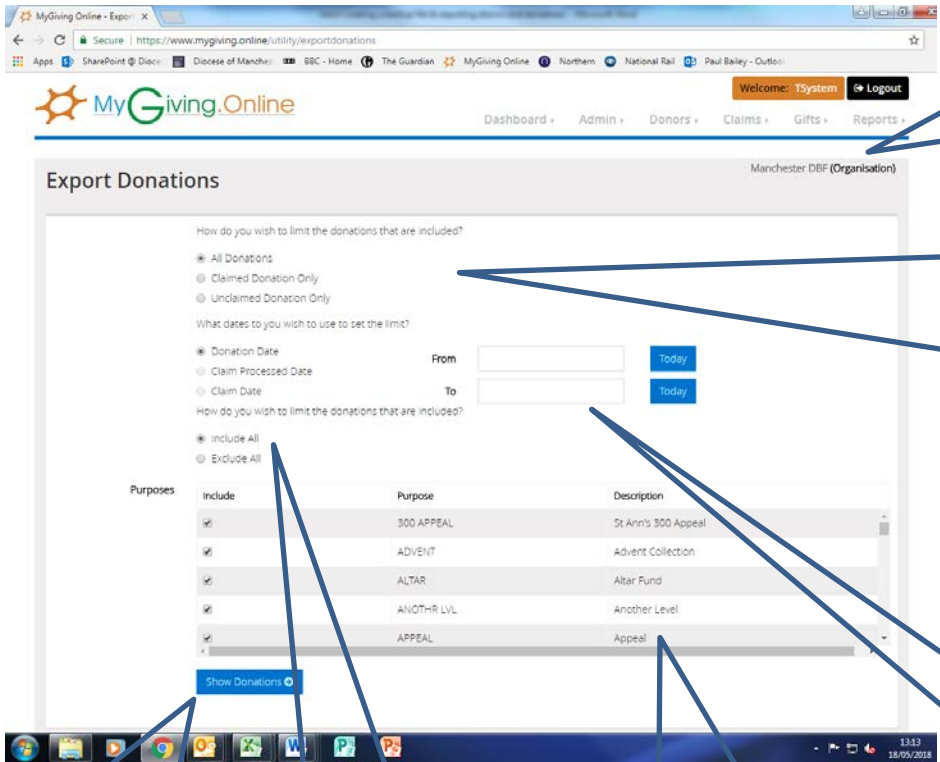 MyGiving Online - Export
Secure | https://www.mygiving.online/utility/exportdonations
Apps SharePoint @ Dioce Diocese of Manches BBC - Home The Guardian MyGiving Online Northern National Rail Paul Bailey - Outloo
Welcome: TSystem Logout
MyGiving.Online
Dashboard Admin Donors Claims Gifts Reports
Manchester DBF (Organisation)
Export Donations
How do you wish to limit the donations that are included?
All Donations
Claimed Donation Only
Unclaimed Donation Only
What dates to you wish to use to set the limit?
Donation Date
From
Today
Claim Processed Date
Claim Date
To
Today
How do you wish to limit the donations that are included?
Include All
Exclude All
Purposes
Include Purpose Description
300 APPEAL St Ann's 300 Appeal
ADVENT Advent Collection
ALTAR Altar Fund
ANOTHR LVL Another Level
APPEAL Appeal
Show Donations
13:13
18/05/2018